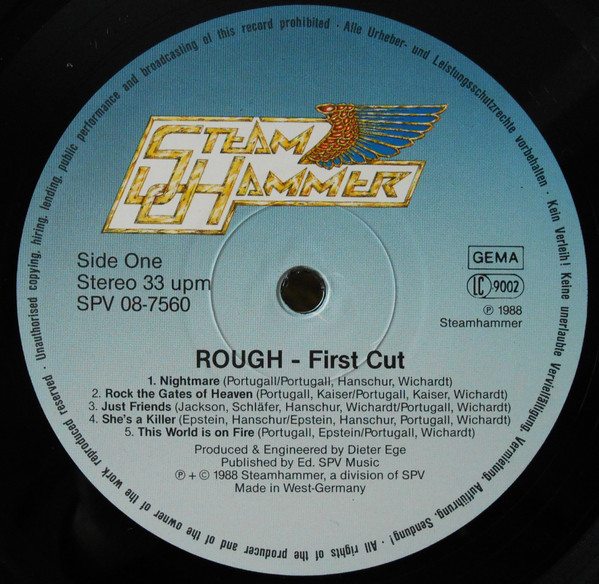 Unauthorised copying, hiring, lending, public performance and broadcasting of this record prohibited · Alle Urheber- und Leistungsschutzrechte vorbehalten · Kein Verleih! Keine unerlaubte Vervielfältigung, Vermietung, Aufführung, Sendung! · All rights of the producer and of the owner of the work reproduced reserved ·
STEAM
HAMMER
Side One
Stereo 33 upm
SPV 08-7560
GEMA
LC 9002
℗ 1988
Steamhammer
ROUGH - First Cut
1. Nightmare (Portugall/Portugall, Hanschur, Wichardt)
2. Rock the Gates of Heaven (Portugall, Kaiser/Portugall, Kaiser, Wichardt)
3. Just Friends (Jackson, Schläfer, Hanschur, Wichardt/Portugall, Wichardt)
4. She's a Killer (Epstein, Hanschur/Epstein, Hanschur, Portugall, Wichardt)
5. This World is on Fire (Portugall, Epstein/Portugall, Wichardt)
Produced & Engineered by Dieter Ege
Published by Ed. SPV Music
℗ + © 1988 Steamhammer, a division of SPV
Made in West-Germany